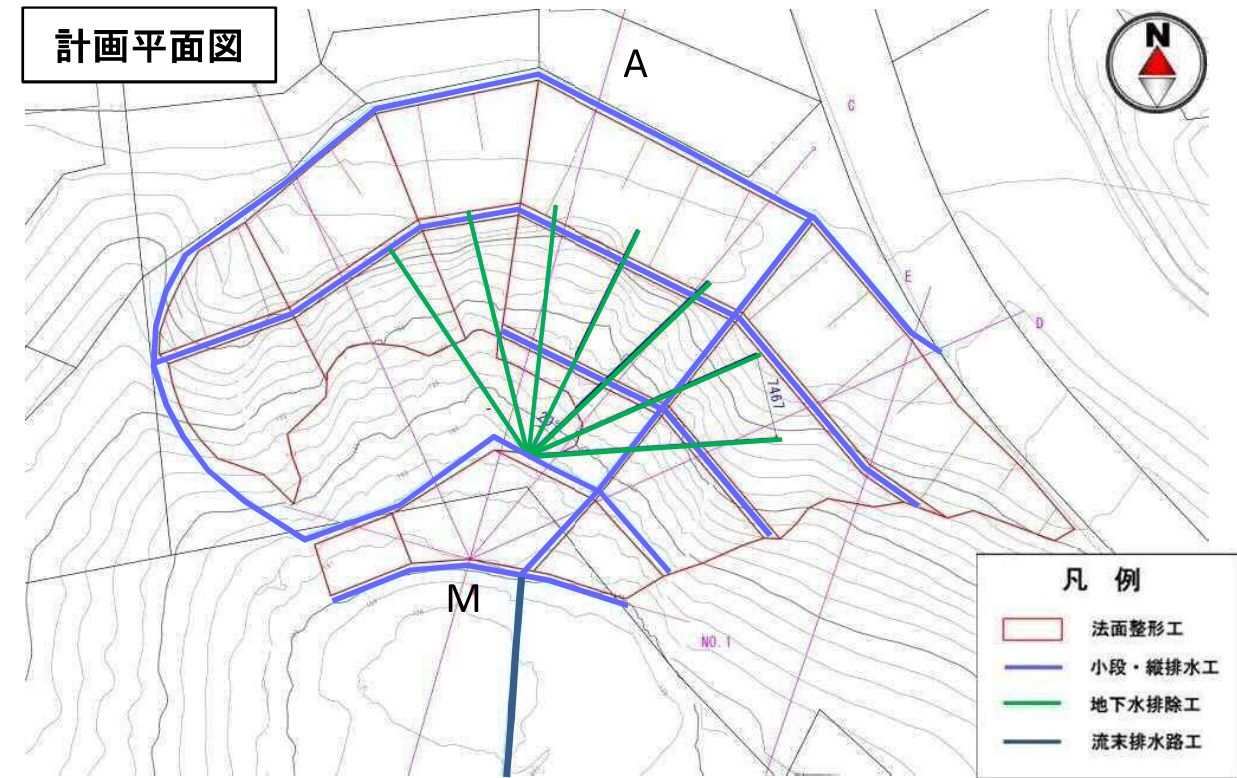 計画平面図
A
N
C
E
D
7467
M
NO. 1
凡 例
法面整形工
小段・縦排水工
地下水排除工
流末排水路工